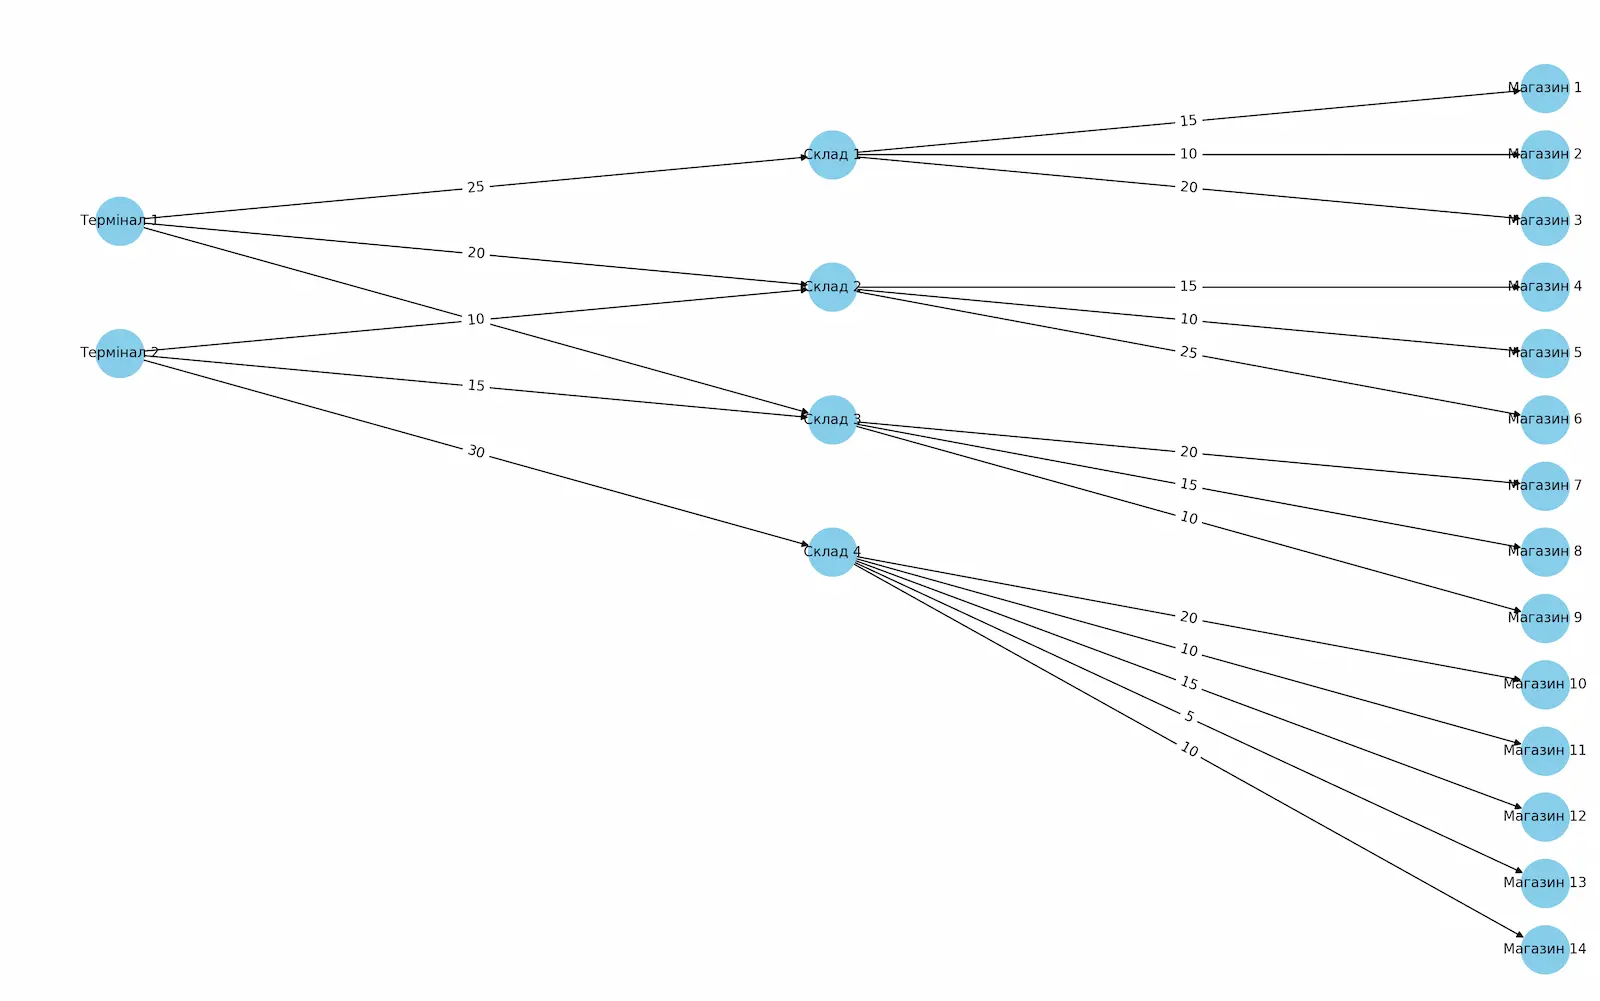 Магазин 1
15
Склад 1
10
Магазин 2
25
20
Термінал 1
Магазин 3
20
Склад 2
15
Магазин 4
10
10
Термінал 2
25
Магазин 5
15
Склад 3
Магазин 6
30
20
15
Магазин 7
10
Склад 4
Магазин 8
20
Магазин 9
10
15
Магазин 10
5
10
Магазин 11
Магазин 12
Магазин 13
Магазин 14